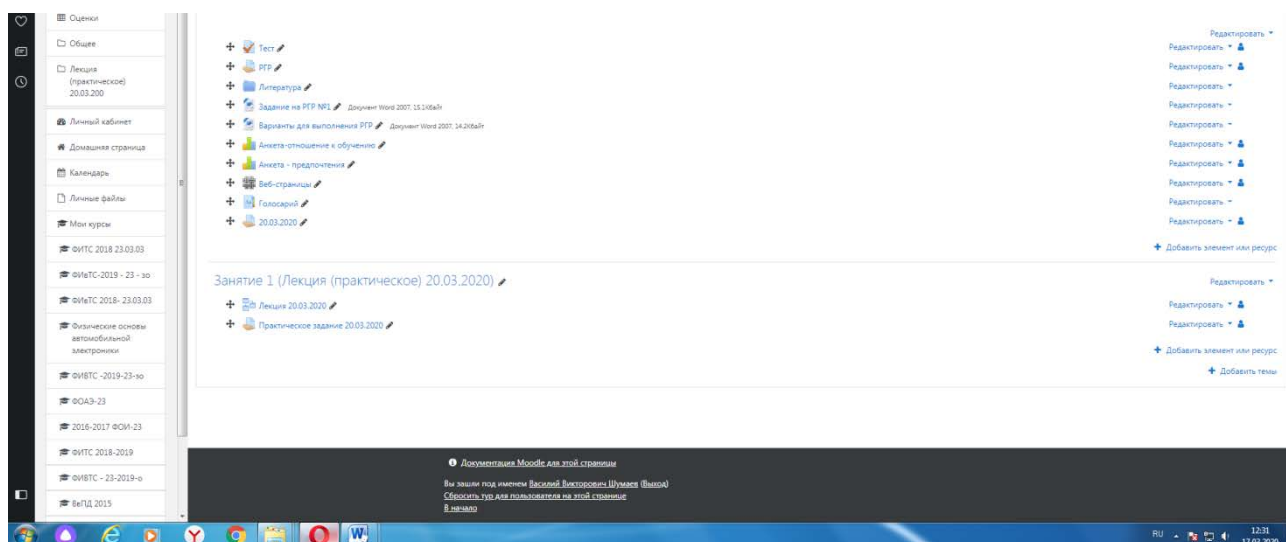 Оценки
Общее
Лекция
(практическое)
20.03.200
Личный кабинет
Домашняя страница
Календарь
Личные файлы
Мои курсы
ФИТС 2018 23.03.03
ФИвТС-2019 - 23 - зо
ФИвТС 2018- 23.03.03
Физические основы
автомобильной
электроники
ФИВТС -2019-23-зо
ФОАЭ-23
2016-2017 ФОИ-23
ФИТС 2018-2019
ФИВТС - 23-2019-о
ВеПД 2015
Редактировать
Тест Редактировать
РГР Редактировать
Литература Редактировать
Задание на РГР №1 Документ Word 2007, 15.1Кбайт Редактировать
Варианты для выполнения РГР Документ Word 2007, 14.2Кбайт Редактировать
Анкета-отношение к обучению Редактировать
Анкета - предпочтения Редактировать
Веб-страницы Редактировать
Голосарий Редактировать
20.03.2020 Редактировать
Добавить элемент или ресурс
Занятие 1 (Лекция (практическое) 20.03.2020) Редактировать
Лекция 20.03.2020 Редактировать
Практическое задание 20.03.2020 Редактировать
Добавить элемент или ресурс
Добавить темы
Документация Moodle для этой страницы
Вы зашли под именем Василий Викторович Шумаев (Выход)
Сбросить тур для пользователя на этой странице
В начало
RU 12:31
17.03.2020